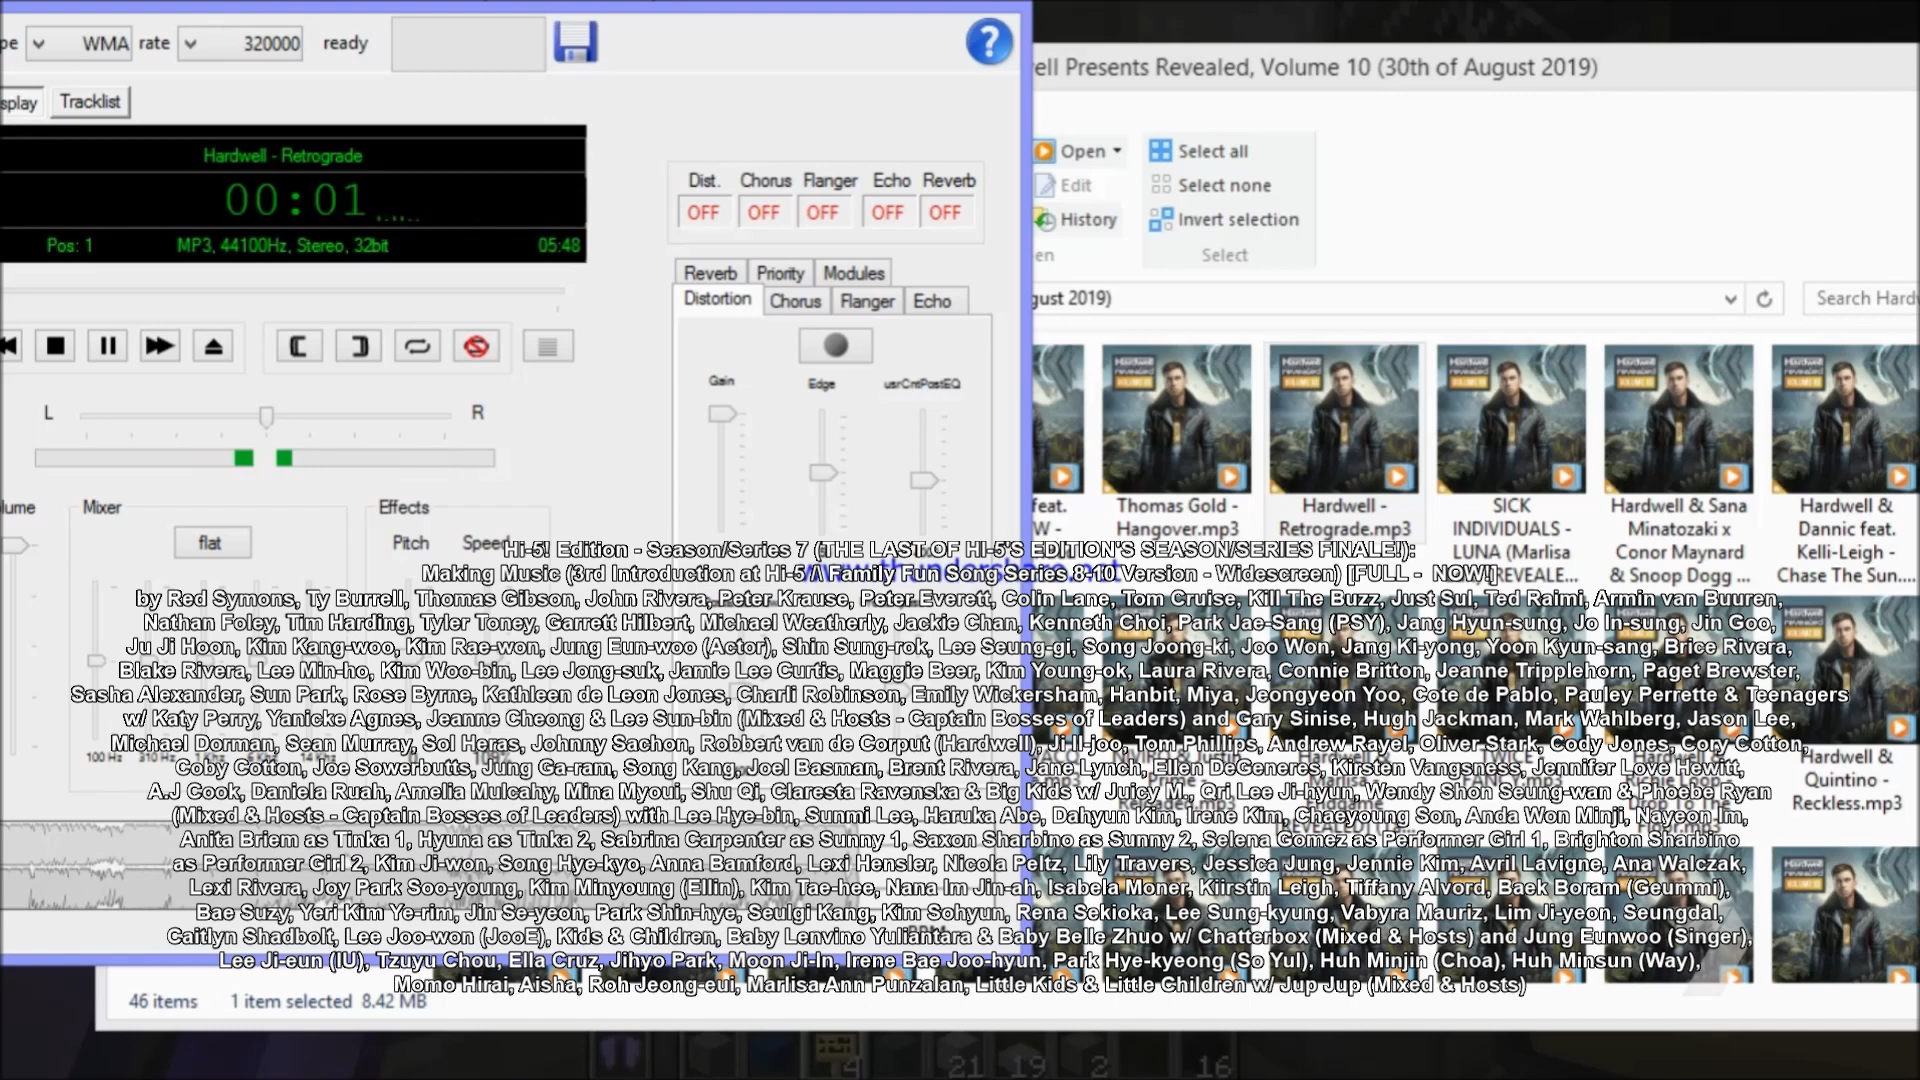 WMA rate 320000 ready
Tracklist
Hardwell - Retrograde
00:01
Pos: 1 MP3, 44100Hz, Stereo, 32bit 05:48
Dist. Chorus Flanger Echo Reverb
OFF OFF OFF OFF OFF
Reverb Priority Modules
Distortion Chorus Flanger Echo
Gain Edge usrCntPostEQ
L R
Mixer Effects
flat Pitch Speed
Presents Revealed, Volume 10 (30th of August 2019)
Open Select all
Edit Select none
History Invert selection
Select
2019)
Search
Thomas Gold -
Hangover.mp3
Hardwell -
Retrograde.mp3
SICK
INDIVIDUALS -
LUNA (Marlisa
Hardwell & Sana
Minatozaki x
Conor Maynard
& Snoop Dogg ...
Hardwell &
Dannic feat.
Kelli-Leigh -
Chase The Sun....
Hardwell &
Quintino -
Reckless.mp3
Hi-5! Edition - Season/Series 7 (THE LAST OF HI-5'S EDITION'S SEASON/SERIES FINALE!):
Making Music (3rd Introduction at Hi-5 /\ Family Fun Song Series 8-10 Version - Widescreen) [FULL - NOW!]
by Red Symons, Ty Burrell, Thomas Gibson, John Rivera, Peter Krause, Peter Everett, Colin Lane, Tom Cruise, Kill The Buzz, Just Sul, Ted Raimi, Armin van Buuren,
Nathan Foley, Tim Harding, Tyler Toney, Garrett Hilbert, Michael Weatherly, Jackie Chan, Kenneth Choi, Park Jae-Sang (PSY), Jang Hyun-sung, Jo In-sung, Jin Goo,
Ju Ji Hoon, Kim Kang-woo, Kim Rae-won, Jung Eun-woo (Actor), Shin Sung-rok, Lee Seung-gi, Song Joong-ki, Joo Won, Jang Ki-yong, Yoon Kyun-sang, Brice Rivera,
Blake Rivera, Lee Min-ho, Kim Woo-bin, Lee Jong-suk, Jamie Lee Curtis, Maggie Beer, Kim Young-ok, Laura Rivera, Connie Britton, Jeanne Tripplehorn, Paget Brewster,
Sasha Alexander, Sun Park, Rose Byrne, Kathleen de Leon Jones, Charli Robinson, Emily Wickersham, Hanbit, Miya, Jeongyeon Yoo, Cote de Pablo, Pauley Perrette & Teenagers
w/ Katy Perry, Yanicke Agnes, Jeanne Cheong & Lee Sun-bin (Mixed & Hosts - Captain Bosses of Leaders) and Gary Sinise, Hugh Jackman, Mark Wahlberg, Jason Lee,
Michael Dorman, Sean Murray, Sol Heras, Johnny Sachon, Robbert van de Corput (Hardwell), Ji Il-joo, Tom Phillips, Andrew Rayel, Oliver Stark, Cody Jones, Cory Cotton,
Coby Cotton, Joe Sowerbutts, Jung Ga-ram, Song Kang, Joel Basman, Brent Rivera, Jane Lynch, Ellen DeGeneres, Kirsten Vangsness, Jennifer Love Hewitt,
A.J Cook, Daniela Ruah, Amelia Mulcahy, Mina Myoui, Shu Qi, Claresta Ravenska & Big Kids w/ Juicy M., Qri Lee Ji-hyun, Wendy Shon Seung-wan & Phoebe Ryan
(Mixed & Hosts - Captain Bosses of Leaders) with Lee Hye-bin, Sunmi Lee, Haruka Abe, Dahyun Kim, Irene Kim, Chaeyoung Son, Anda Won Minji, Nayeon Im,
Anita Briem as Tinka 1, Hyuna as Tinka 2, Sabrina Carpenter as Sunny 1, Saxon Sharbino as Sunny 2, Selena Gomez as Performer Girl 1, Brighton Sharbino
as Performer Girl 2, Kim Ji-won, Song Hye-kyo, Anna Bamford, Lexi Hensler, Nicola Peltz, Lily Travers, Jessica Jung, Jennie Kim, Avril Lavigne, Ana Walczak,
Lexi Rivera, Joy Park Soo-young, Kim Minyoung (Ellin), Kim Tae-hee, Nana Im Jin-ah, Isabela Moner, Kiirstin Leigh, Tiffany Alvord, Baek Boram (Geummi),
Bae Suzy, Yeri Kim Ye-rim, Jin Se-yeon, Park Shin-hye, Seulgi Kang, Kim Sohyun, Rena Sekioka, Lee Sung-kyung, Vabyra Mauriz, Lim Ji-yeon, Seungdal,
Caitlyn Shadbolt, Lee Joo-won (JooE), Kids & Children, Baby Lenvino Yuliantara & Baby Belle Zhuo w/ Chatterbox (Mixed & Hosts) and Jung Eunwoo (Singer),
Lee Ji-eun (IU), Tzuyu Chou, Ella Cruz, Jihyo Park, Moon Ji-In, Irene Bae Joo-hyun, Park Hye-kyeong (So Yul), Huh Minjin (Choa), Huh Minsun (Way),
Momo Hirai, Aisha, Roh Jeong-eui, Marlisa Ann Punzalan, Little Kids & Little Children w/ Jup Jup (Mixed & Hosts)
46 items 1 item selected 8.42 MB
21 19 2 16